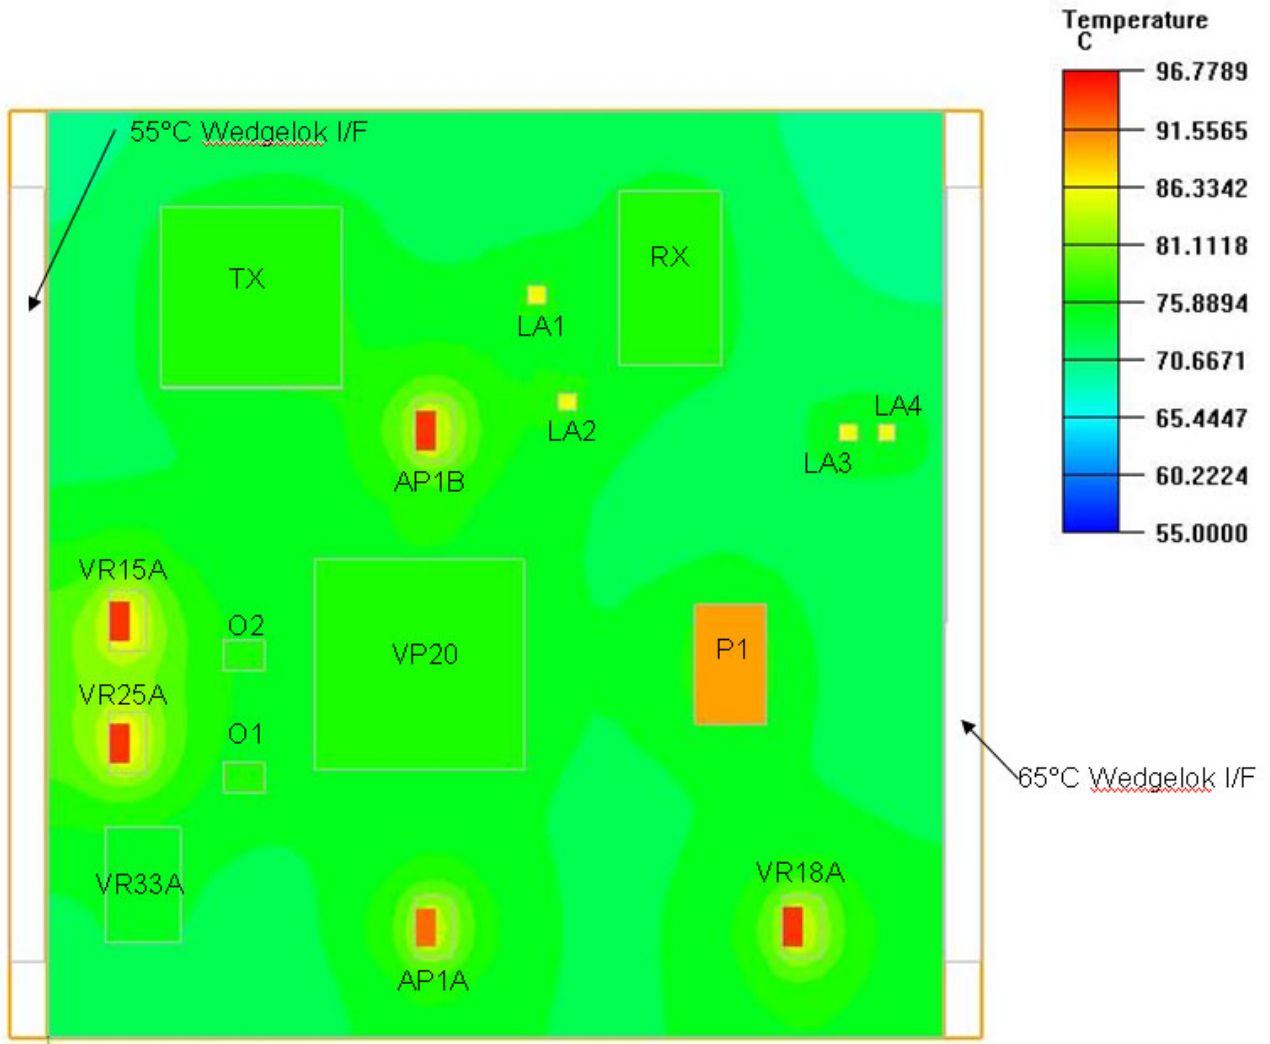 Temperature
C
96.7789
91.5565
86.3342
81.1118
75.8894
70.6671
65.4447
60.2224
55.0000
55°C Wedgelok I/F
TX
RX
LA1
LA2
LA4
LA3
AP1B
VR15A
O2
VP20
P1
VR25A
O1
65°C Wedgelok I/F
VR33A
VR18A
AP1A